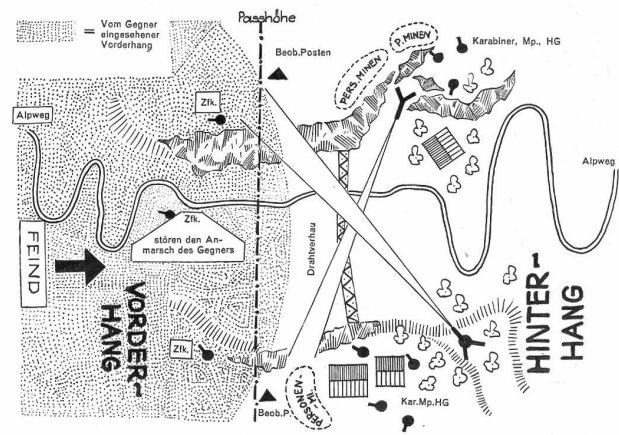 = Vom Gegner
eingesehener
Vorderhang
Passhöhe
Beob.Posten
PERS.MINEN
P.MINEN
Karabiner, Mp., HG
Zfk.
Alpweg
Alpweg
Zfk.
stören den An-
marsch des Gegners
Drahtverhau
FEIND
VORDER-
HANG
HINTER-
HANG
Zfk.
Beob.P.
PERSONEN-
MI.
Kar.Mp.HG